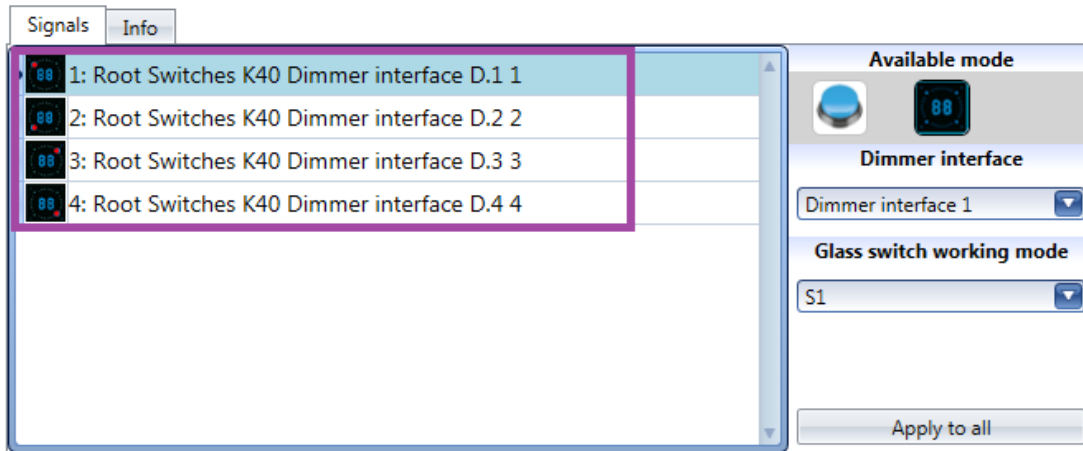 Signals
Info
1: Root Switches K40 Dimmer interface D.1 1
2: Root Switches K40 Dimmer interface D.2 2
3: Root Switches K40 Dimmer interface D.3 3
4: Root Switches K40 Dimmer interface D.4 4
Available mode
88
Dimmer interface
Dimmer interface 1
Glass switch working mode
S1
Apply to all